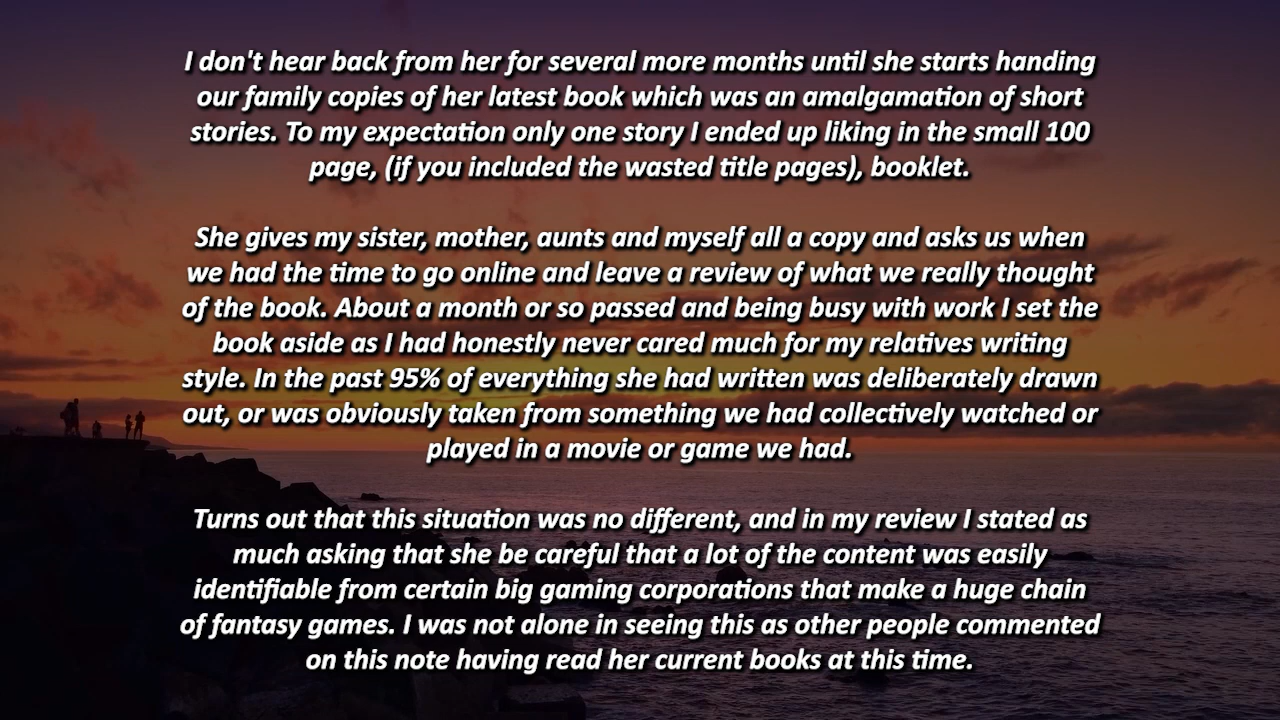 I don't hear back from her for several more months until she starts handing
our family copies of her latest book which was an amalgamation of short
stories. To my expectation only one story I ended up liking in the small 100
page, (if you included the wasted title pages), booklet.
She gives my sister, mother, aunts and myself all a copy and asks us when
we had the time to go online and leave a review of what we really thought
of the book. About a month or so passed and being busy with work I set the
book aside as I had honestly never cared much for my relatives writing
style. In the past 95% of everything she had written was deliberately drawn
out, or was obviously taken from something we had collectively watched or
played in a movie or game we had.
Turns out that this situation was no different, and in my review I stated as
much asking that she be careful that a lot of the content was easily
identifiable from certain big gaming corporations that make a huge chain
of fantasy games. I was not alone in seeing this as other people commented
on this note having read her current books at this time.